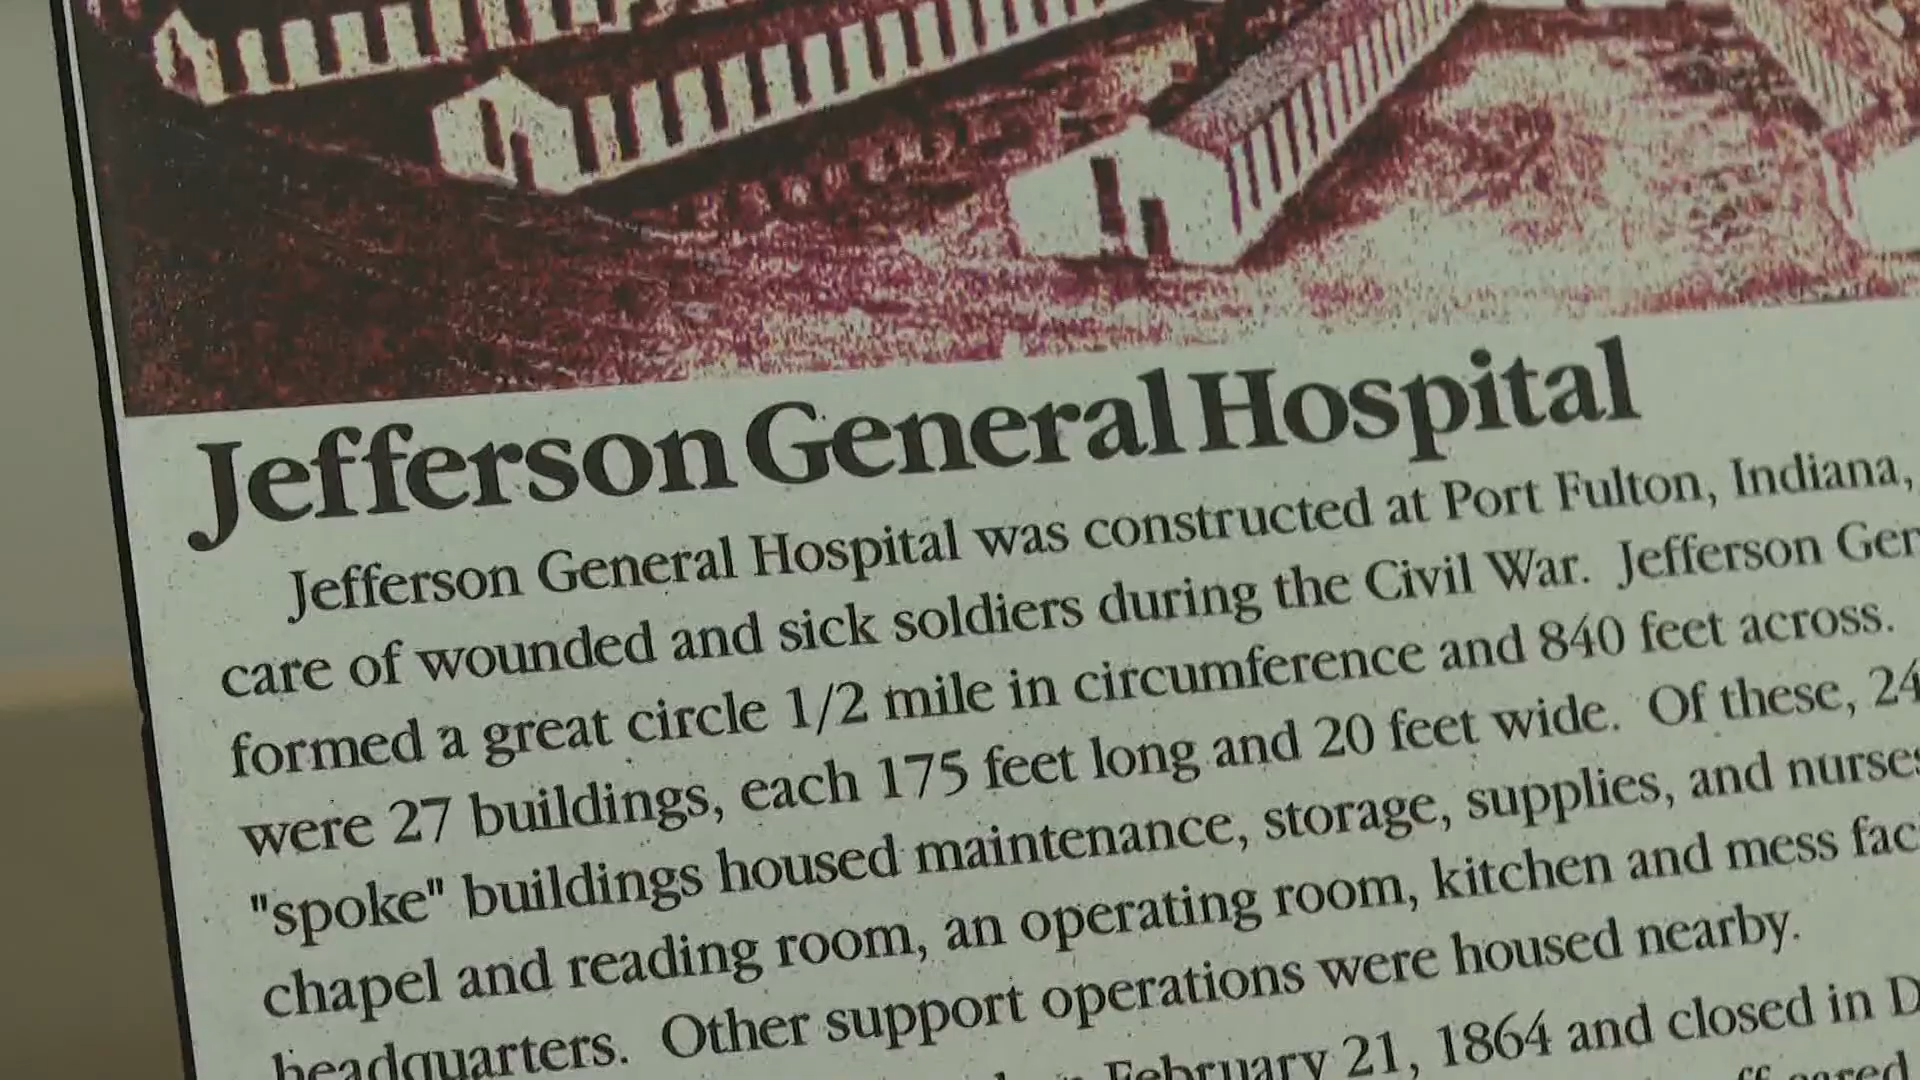 Jefferson General Hospital
Jefferson General Hospital was constructed at Port Fulton, Indiana,
care of wounded and sick soldiers during the Civil War. Jefferson
formed a great circle 1/2 mile in circumference and 840 feet across.
were 27 buildings, each 175 feet long and 20 feet wide. Of these, 24
"spoke" buildings housed maintenance, storage, supplies, and nurses
chapel and reading room, an operating room, kitchen and mess
headquarters. Other support operations were housed nearby.
February 21, 1864 and closed in